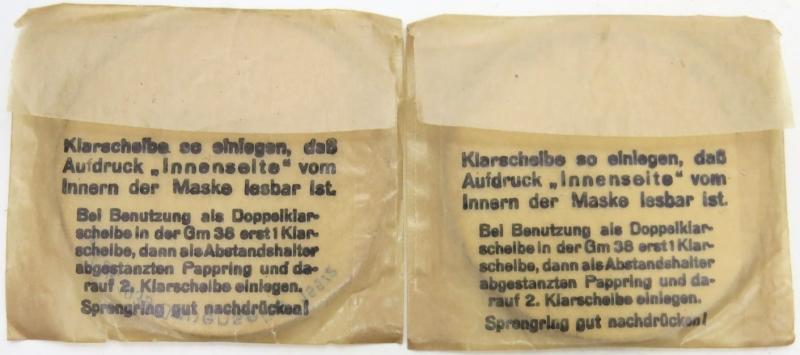 Klarscheibe so einlegen, daß
Aufdruck „Innenseite“ vom
Innern der Maske lesbar ist.
Bei Benutzung als Doppelklar-
scheibe in der Gm 38 erst 1 Klar-
scheibe, dann als Abstandshalter
abgestanzten Pappring und da-
rauf 2. Klarscheibe einlegen.
Sprengring gut nachdrücken!
Klarscheibe so einlegen, daß
Aufdruck „Innenseite“ vom
Innern der Maske lesbar ist.
Bei Benutzung als Doppelklar-
scheibe in der Gm 38 erst 1 Klar-
scheibe, dann als Abstandshalter
abgestanzten Pappring und da-
rauf 2. Klarscheibe einlegen.
Sprengring gut nachdrücken!